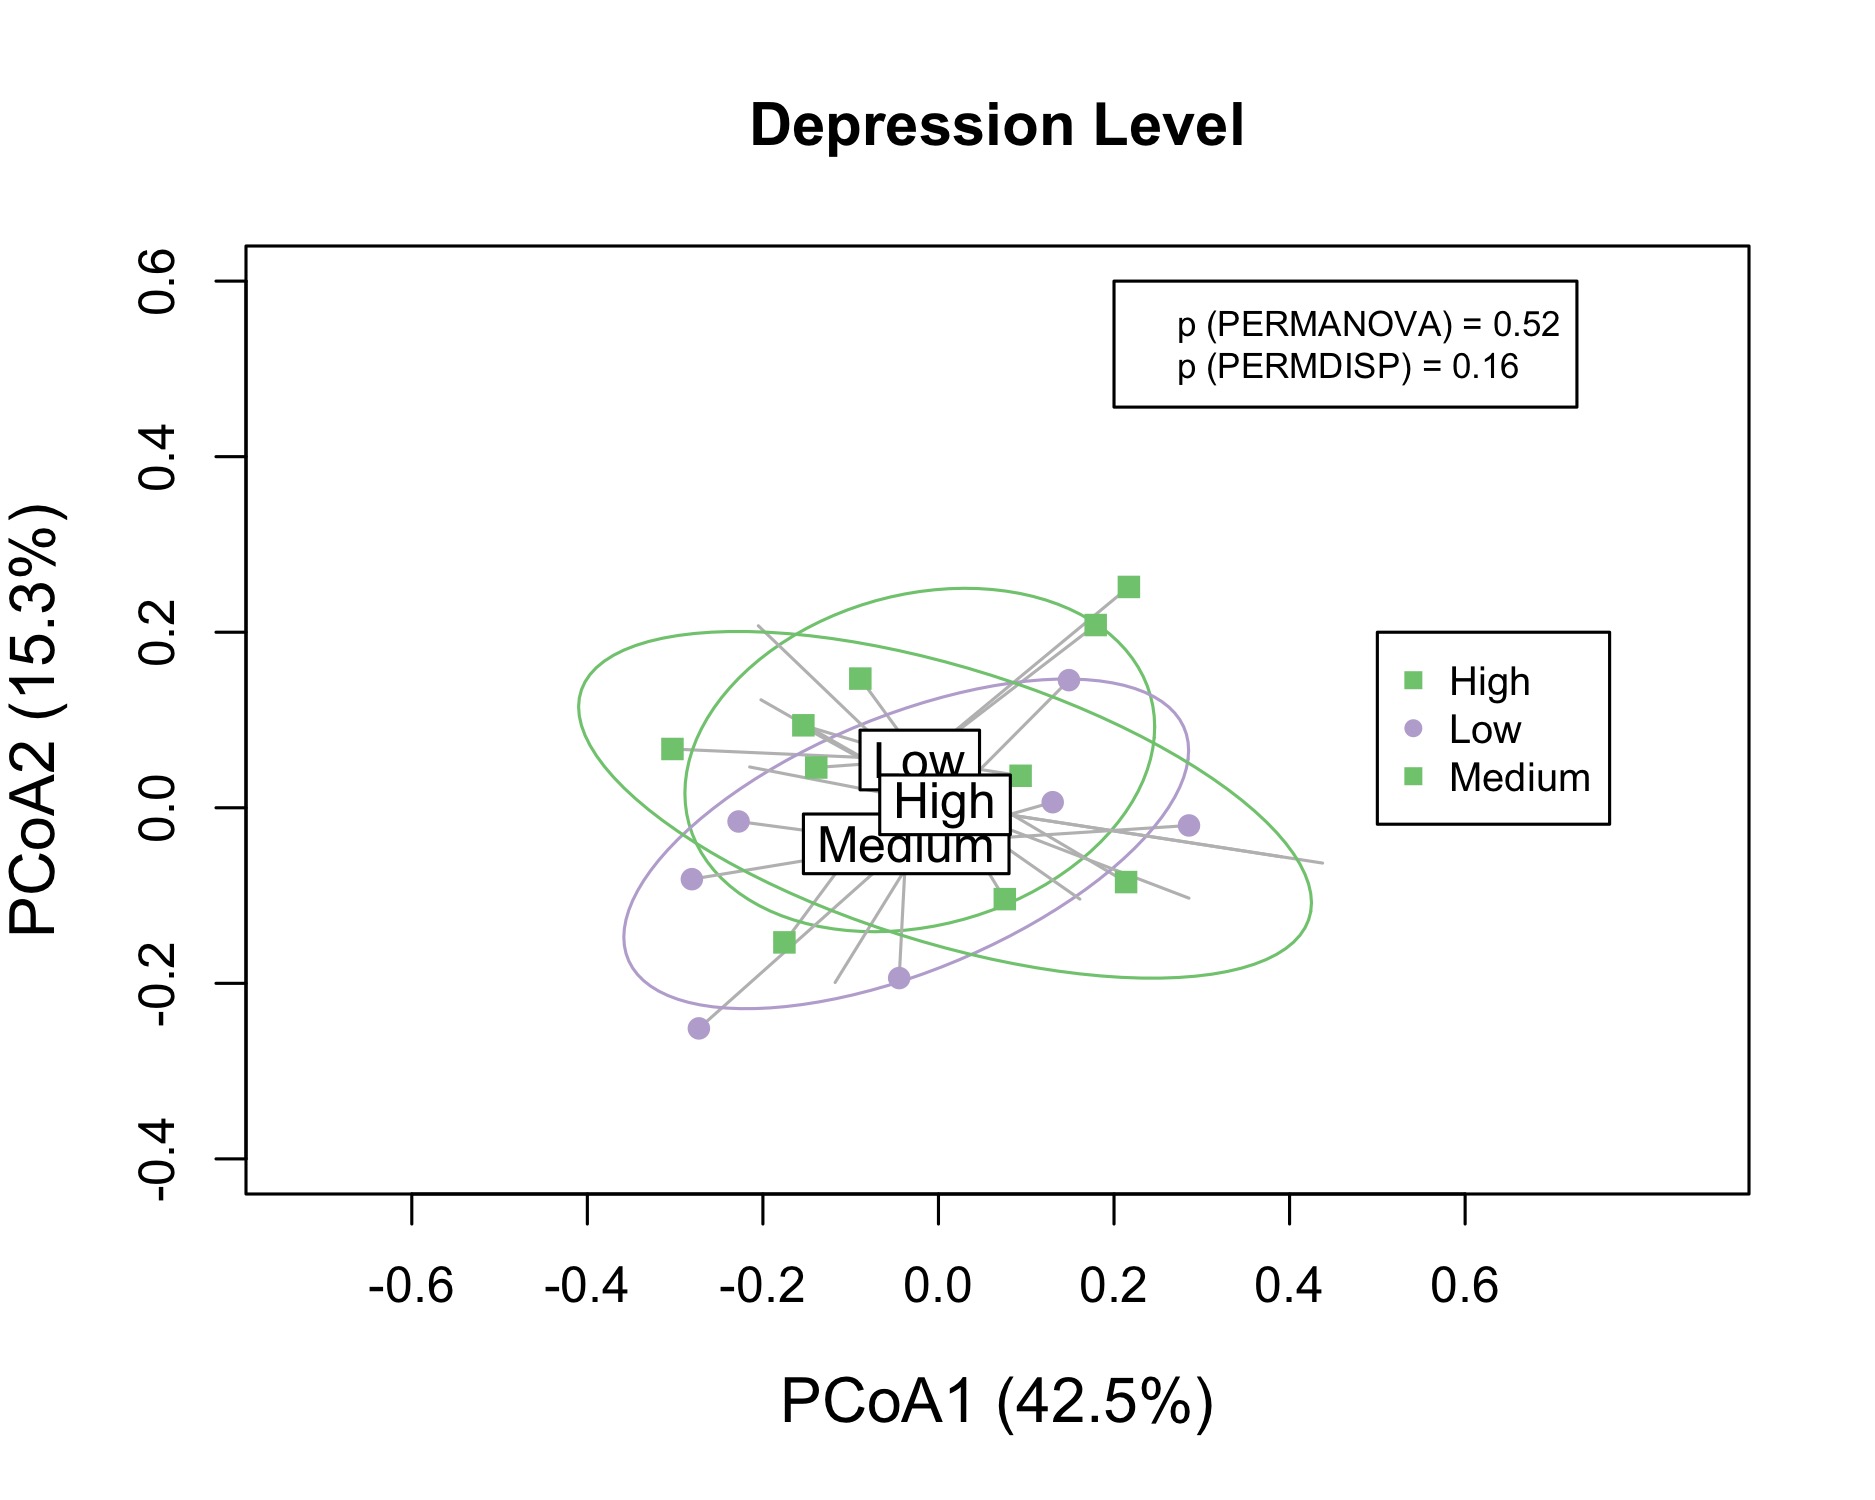 Depression Level
p (PERMANOVA) = 0.52
p (PERMDISP) = 0.16
0.6
0.4
0.2
0.0
-0.2
-0.4
PCoA2 (15.3%)
Low
High
Medium
High
Low
Medium
-0.6 -0.4 -0.2 0.0 0.2 0.4 0.6
PCoA1 (42.5%)